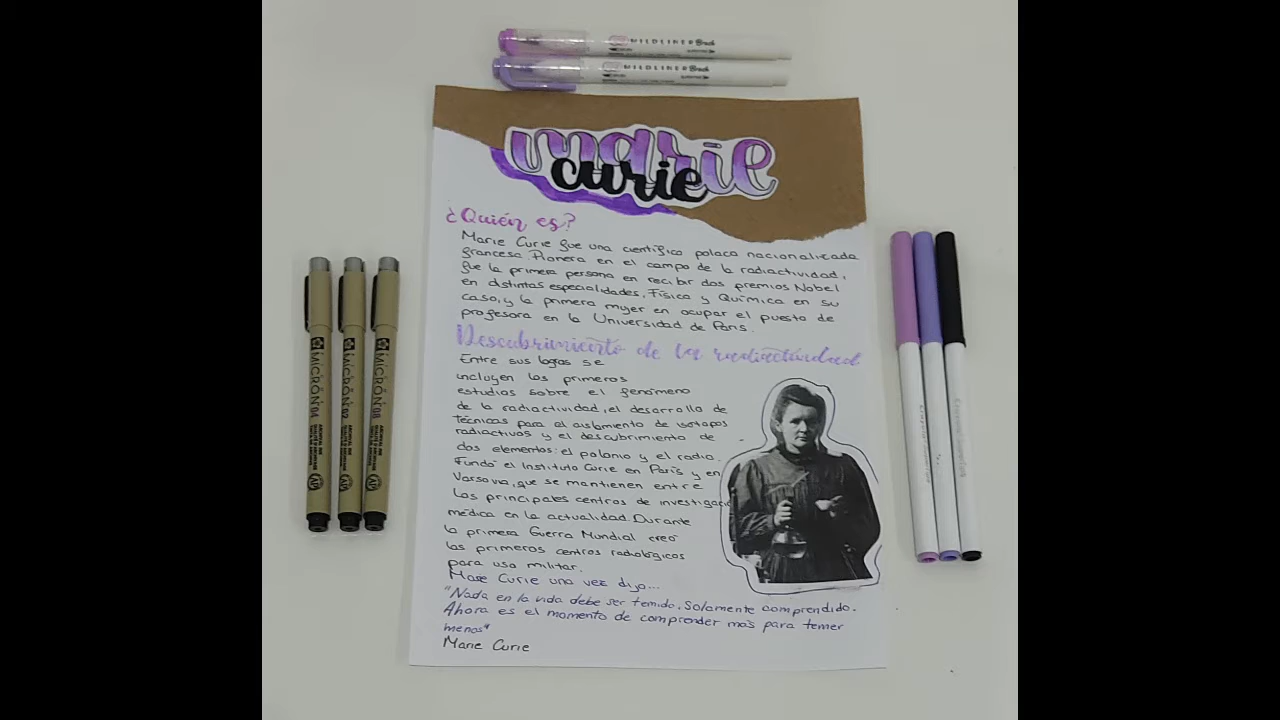 MILDLINER Brush
MILDLINER Brush
marie
curie
¿Quién es?
Marie Curie fue una científico polaca nacionalizada
francesa. Pionera en el campo de la radiactividad,
fue la primera persona en recibir dos premios Nobel
en distintas especialidades, Física y Química en su
caso, y la primera mujer en ocupar el puesto de
profesora en la Universidad de París.
Descubrimiento de la radiactividad
Entre sus logros se
incluyen los primeros
estudios sobre el fenómeno
de la radiactividad, el desarrollo de
técnicas para el aislamiento de isótopos
radiactivos y el descubrimiento de
dos elementos: el polonio y el radio.
Fundó el Instituto Curie en París y en
Varsovia, que se mantienen entre
los principales centros de investigació
médica en la actualidad. Durante
la primera Guerra Mundial creó
los primeros centros radiológicos
para uso militar.
Marie Curie una vez dijo...
"Nada en la vida debe ser temido. Solamente comprendido.
Ahora es el momento de comprender más para temer
menos"
Marie Curie
MICRON 04
MICRON 02
MICRON 08